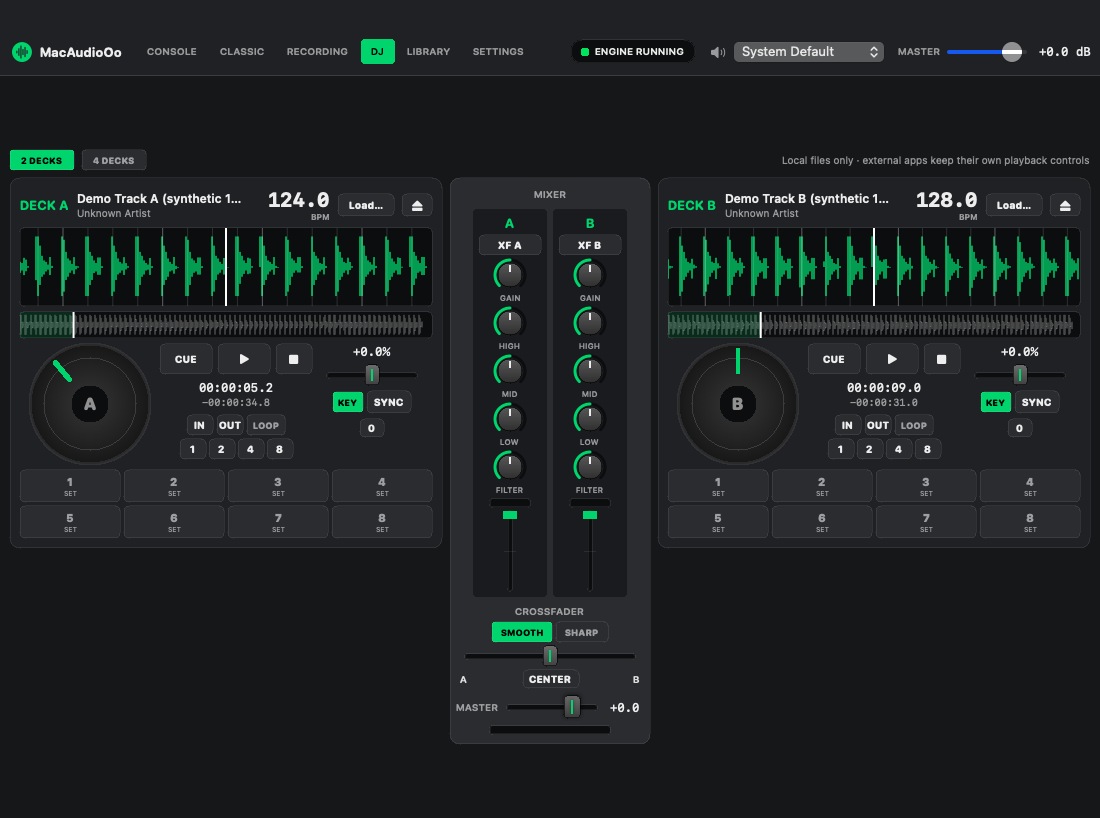 MacAudioOo CONSOLE CLASSIC RECORDING DJ LIBRARY SETTINGS ENGINE RUNNING System Default MASTER +0.0 dB
2 DECKS 4 DECKS Local files only · external apps keep their own playback controls
DECK A Demo Track A (synthetic 1... 124.0 Load...
Unknown Artist BPM
CUE +0.0%
A
00:00:05.2
−00:00:34.8
KEY SYNC
IN OUT LOOP
0
1 2 4 8
1 2 3 4
SET SET SET SET
5 6 7 8
SET SET SET SET
MIXER
A B
XF A XF B
GAIN GAIN
HIGH HIGH
MID MID
LOW LOW
FILTER FILTER
CROSSFADER
SMOOTH SHARP
A CENTER B
MASTER +0.0
DECK B Demo Track B (synthetic 1... 128.0 Load...
Unknown Artist BPM
CUE +0.0%
B
00:00:09.0
−00:00:31.0
KEY SYNC
IN OUT LOOP
0
1 2 4 8
1 2 3 4
SET SET SET SET
5 6 7 8
SET SET SET SET